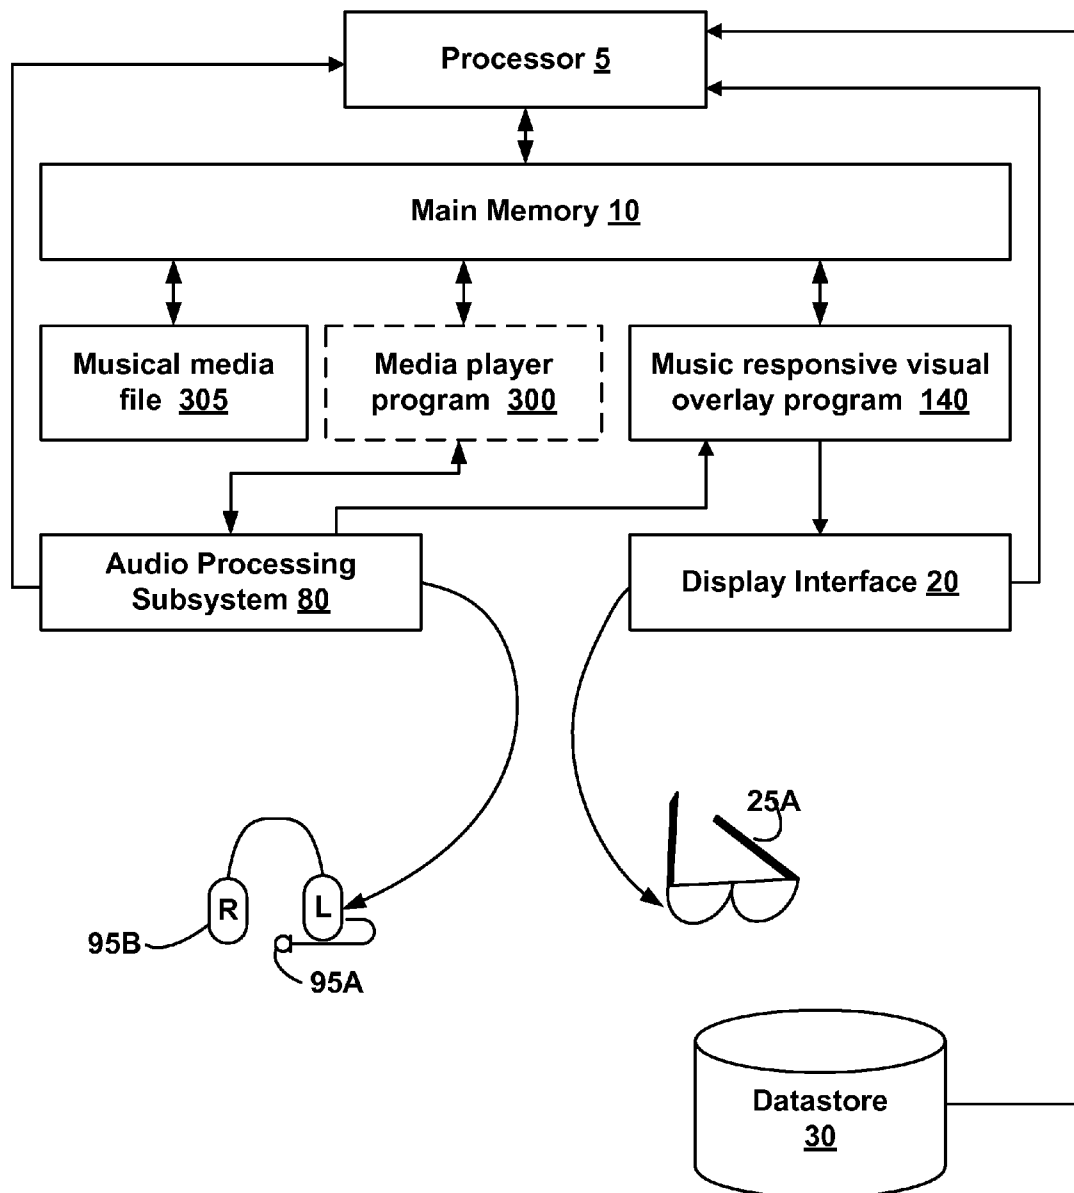 Processor 5
Main Memory 10
Musical media
file 305
Media player
program 300
Music responsive visual
overlay program 140
Audio Processing
Subsystem 80
Display Interface 20
25A
R
L
95B
95A
Datastore
30